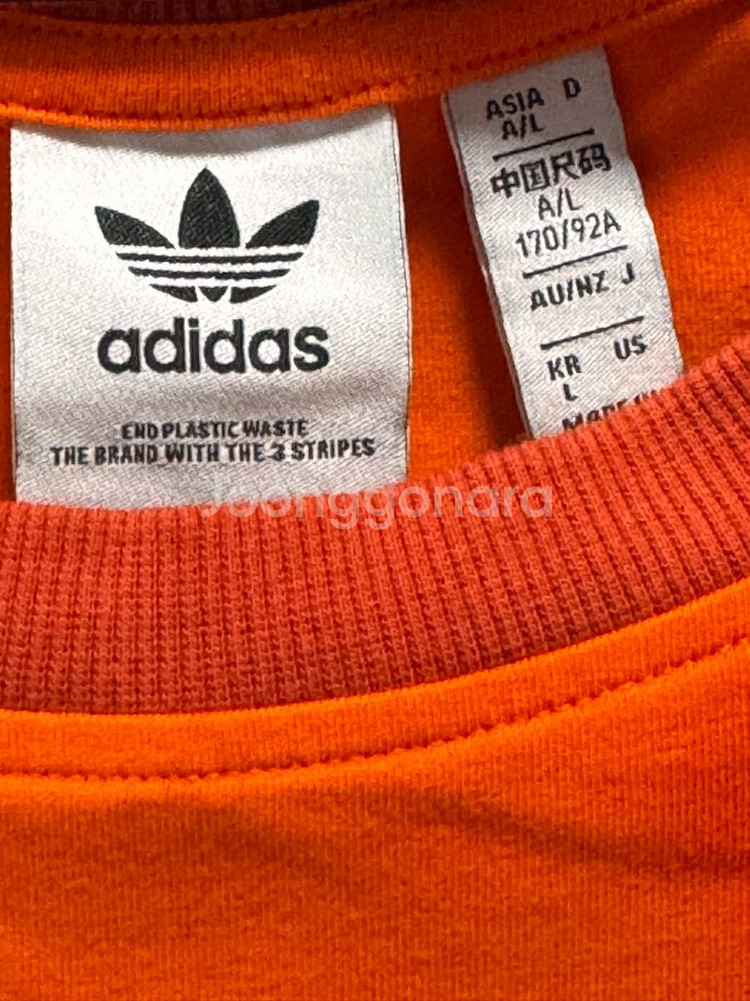 adidas
END PLASTIC WASTE
THE BRAND WITH THE 3 STRIPES
ASIA D
A/L
中国尺码
A/L
170/92A
AU/NZ J
KR US
L
Joonggonara